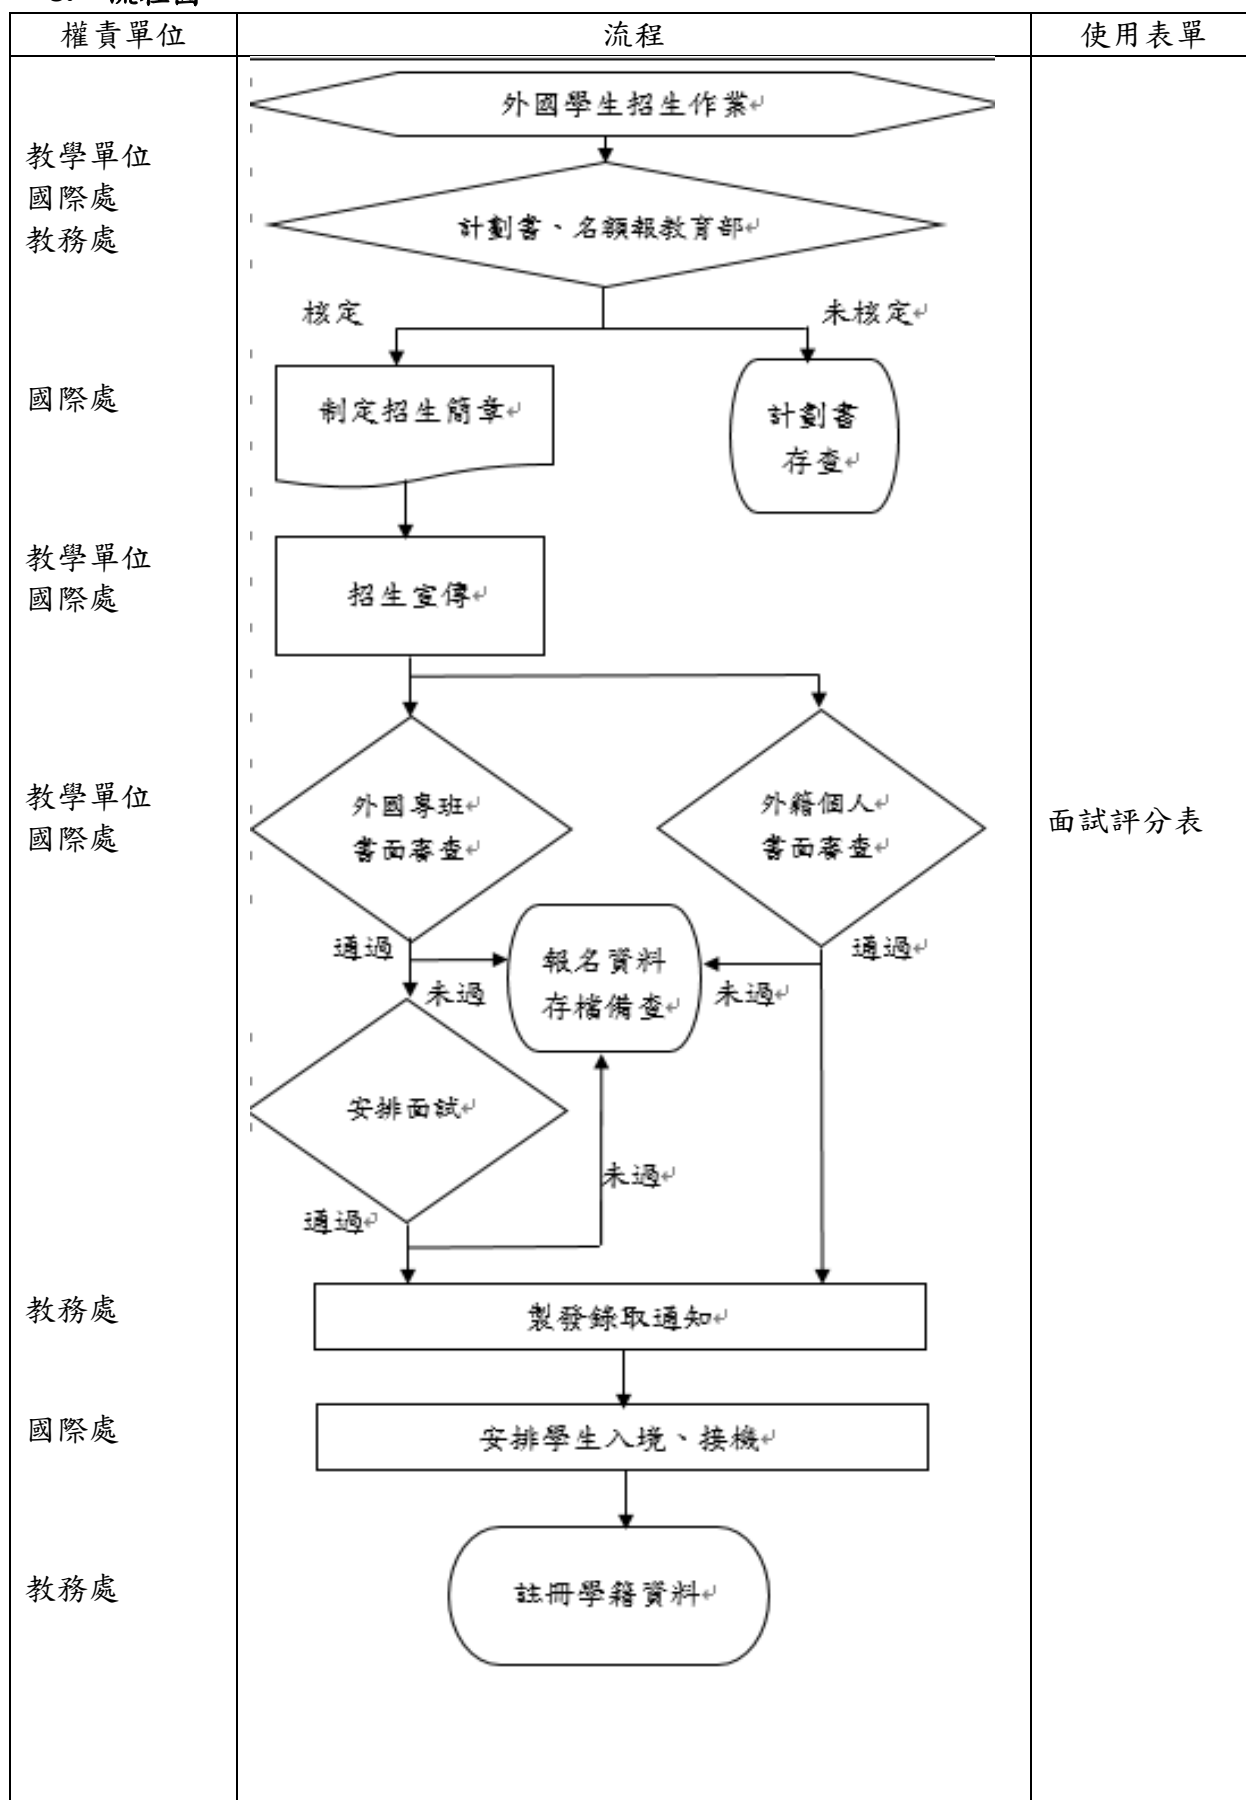 權責單位 流程 使用表單
外國學生招生作業
教學單位
國際處
教務處
計劃書、名額報教育部
核定 未核定
國際處
制定招生簡章
計劃書
存查
教學單位
國際處
招生宣傳
教學單位
國際處
外國專班
書面審查
外籍個人
書面審查
面試評分表
通過 通過
未過 未過
報名資料
存檔備查
安排面試
未過
通過
教務處
製發錄取通知
國際處
安排學生入境、接機
教務處
註冊學籍資料